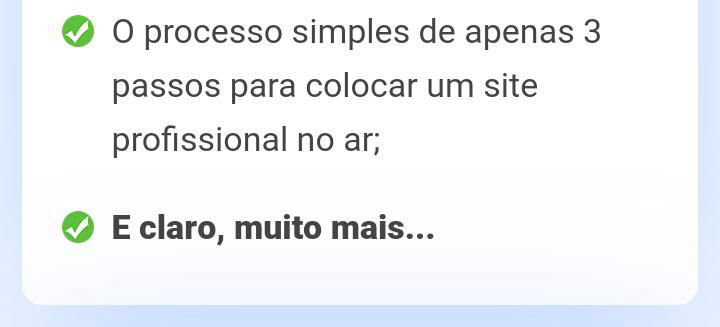 O processo simples de apenas 3
passos para colocar um site
profissional no ar;
E claro, muito mais...